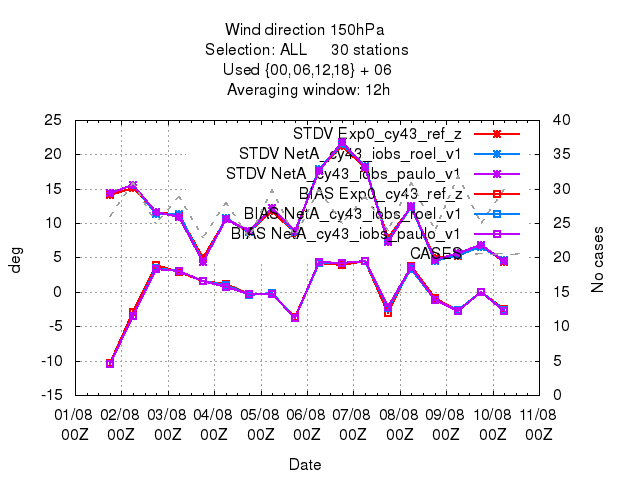 Wind direction 150hPa
Selection: ALL 30 stations
Used {00,06,12,18} + 06
Averaging window: 12h
25
20
15
10
5
0
-5
-10
-15
deg
40
35
30
25
20
15
10
5
0
No cases
STDV Exp0_cy43_ref_z
STDV NetA_cy43_iobs_roel_v1
STDV NetA_cy43_iobs_paulo_v1
BIAS Exp0_cy43_ref_z
BIAS NetA_cy43_iobs_roel_v1
BIAS NetA_cy43_iobs_paulo_v1
CASES
01/08 02/08 03/08 04/08 05/08 06/08 07/08 08/08 09/08 10/08 11/08
00Z 00Z 00Z 00Z 00Z 00Z 00Z 00Z 00Z 00Z 00Z
Date